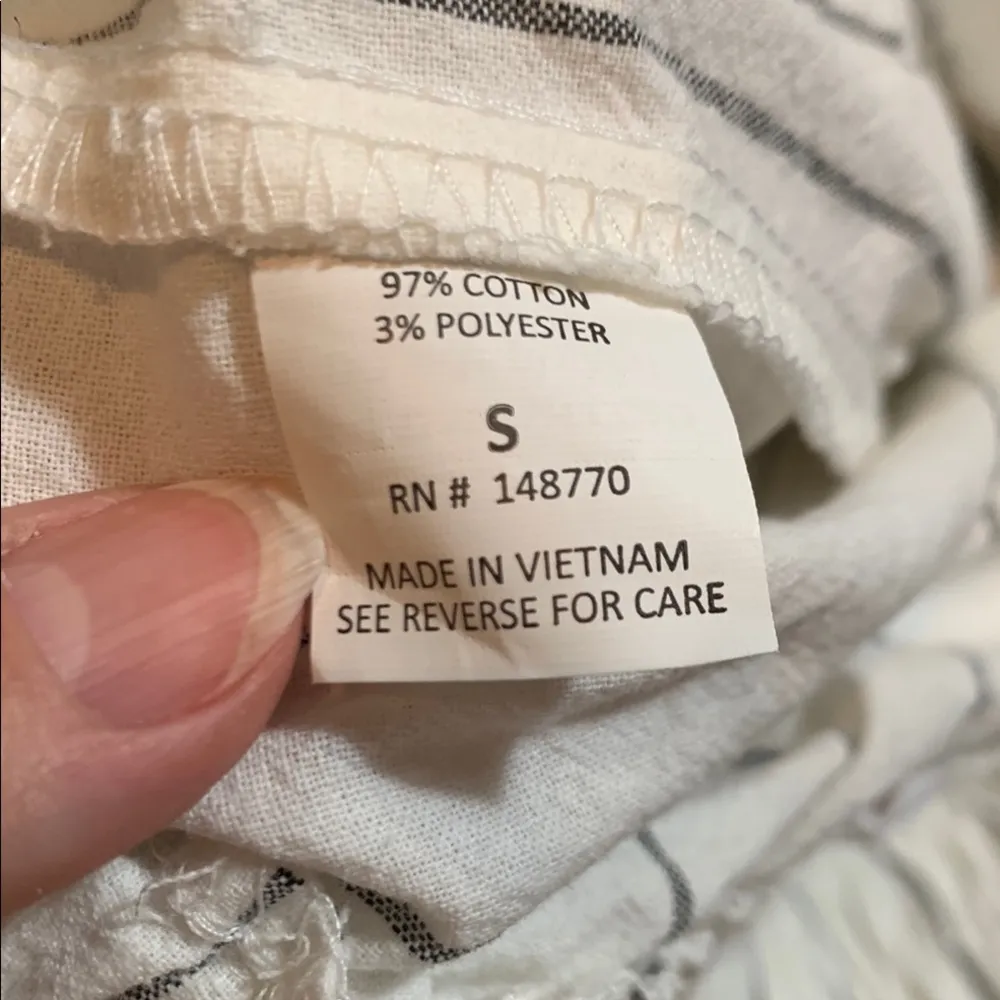 97% COTTON
3% POLYESTER
S
RN # 148770
MADE IN VIETNAM
SEE REVERSE FOR CARE